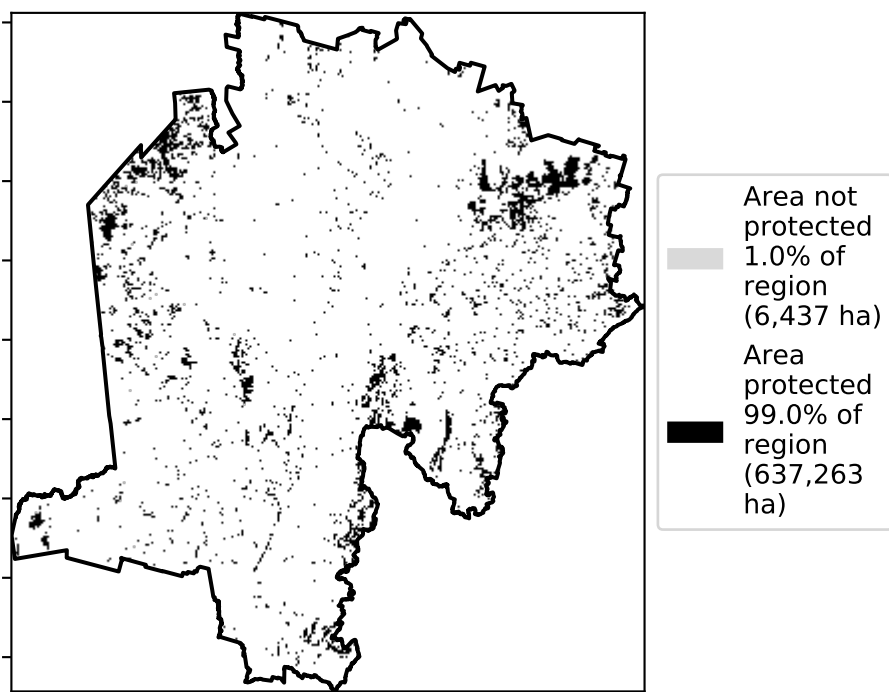 Area not
protected
1.0% of
region
(6,437 ha)
Area
protected
99.0% of
region
(637,263
ha)